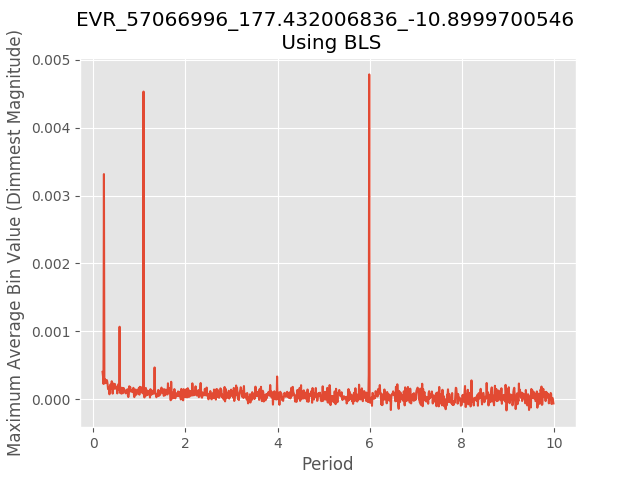 EVR_57066996_177.432006836_-10.8999700546
Using BLS
Maximum Average Bin Value (Dimmest Magnitude)
0.005
0.004
0.003
0.002
0.001
0.000
0 2 4 6 8 10
Period